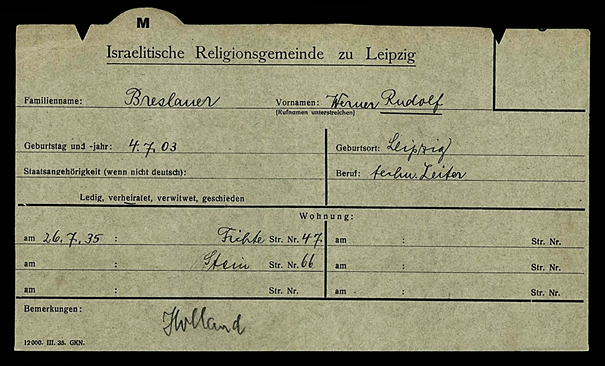 M
Israelitische Religionsgemeinde zu Leipzig
Familienname: Breslauer Vornamen: Werner Rudolf
(Rufnamen unterstreichen)
Geburtstag und -jahr: 4.7.03 Geburtsort: Leipzig
Staatsangehörigkeit (wenn nicht deutsch): Beruf: techn. Leiter
Ledig, verheiratet, verwitwet, geschieden
Wohnung:
am 26.7.35 : Fichte Str. Nr. 47. am : Str. Nr.
am : Stein Str. Nr. 66 am : Str. Nr.
am : Str. Nr. am : Str. Nr.
Bemerkungen:
Holland
12000. III. 35. GKN.